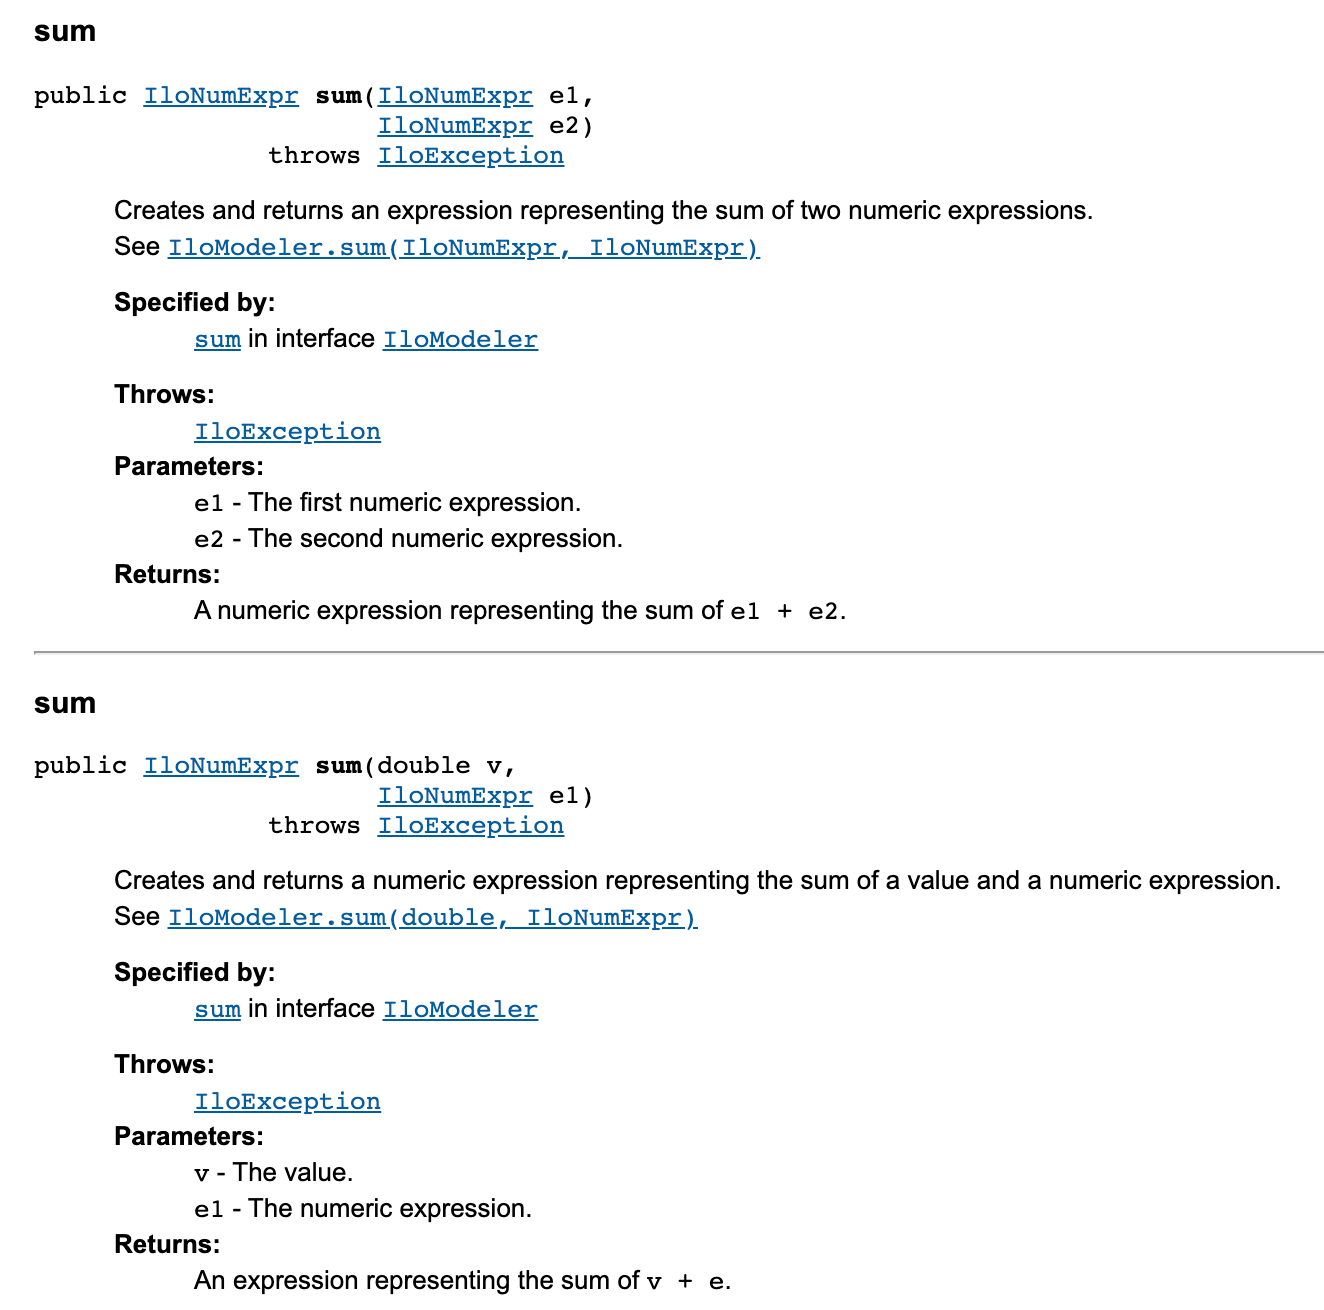 sum
public IloNumExpr sum(IloNumExpr e1,
IloNumExpr e2)
throws IloException
Creates and returns an expression representing the sum of two numeric expressions.
See IloModeler.sum(IloNumExpr, IloNumExpr)
Specified by:
sum in interface IloModeler
Throws:
IloException
Parameters:
e1 - The first numeric expression.
e2 - The second numeric expression.
Returns:
A numeric expression representing the sum of e1 + e2.
sum
public IloNumExpr sum(double v,
IloNumExpr e1)
throws IloException
Creates and returns a numeric expression representing the sum of a value and a numeric expression.
See IloModeler.sum(double, IloNumExpr)
Specified by:
sum in interface IloModeler
Throws:
IloException
Parameters:
v - The value.
e1 - The numeric expression.
Returns:
An expression representing the sum of v + e.